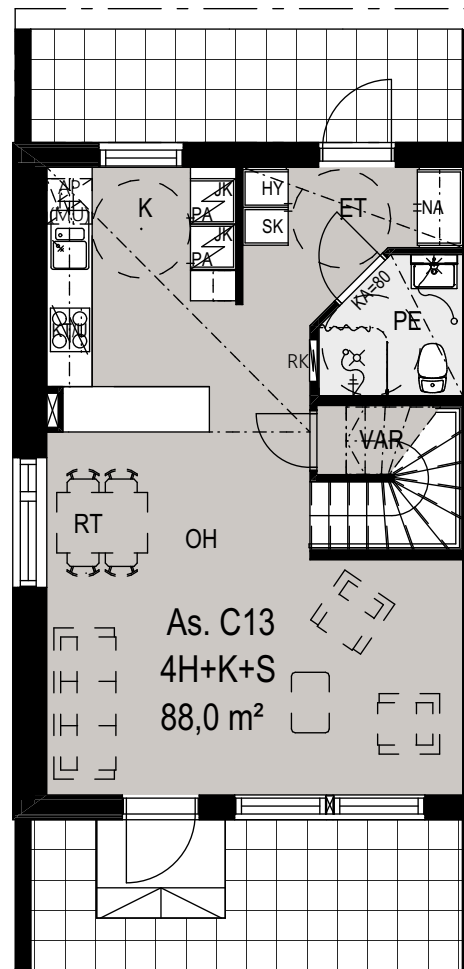 AP
(MU)
K
JK
PA
JK
PA
HY
SK
ET
NA
KA=80
PE
RK
VAR
RT
OH
As. C13
4H+K+S
88,0 m²